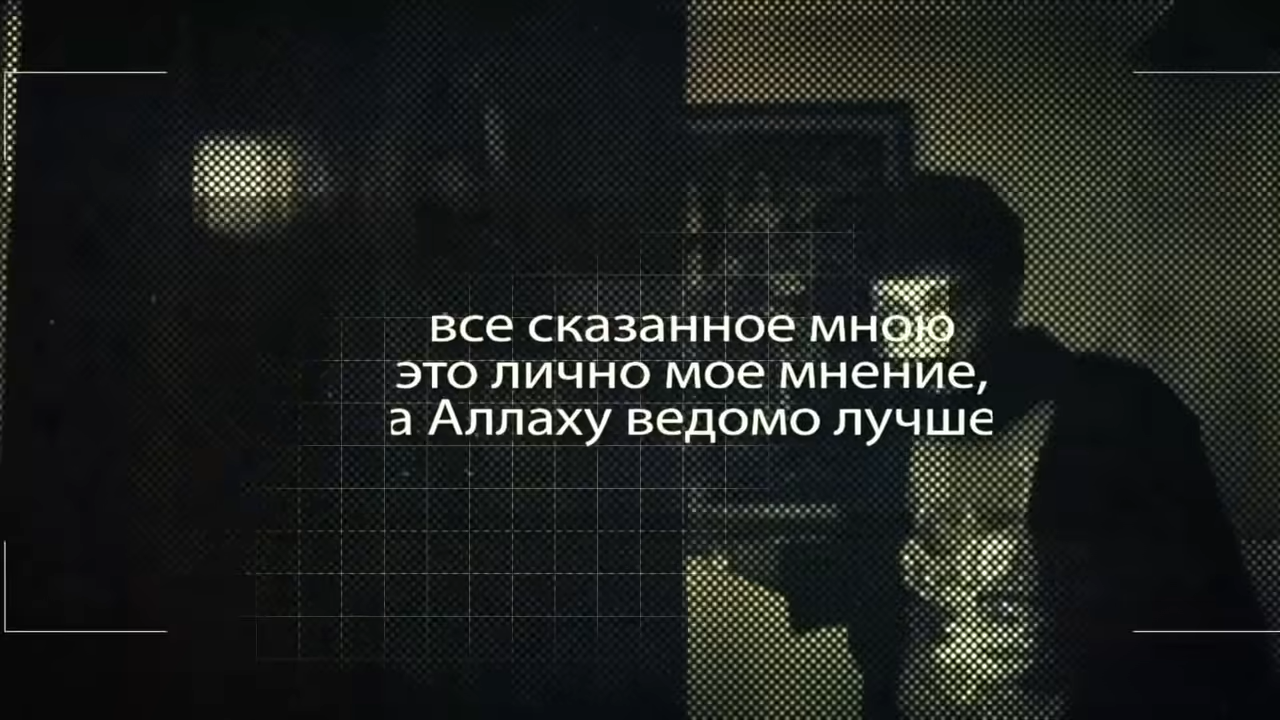 все сказанное мною
это лично мое мнение,
а Аллаху ведомо лучше